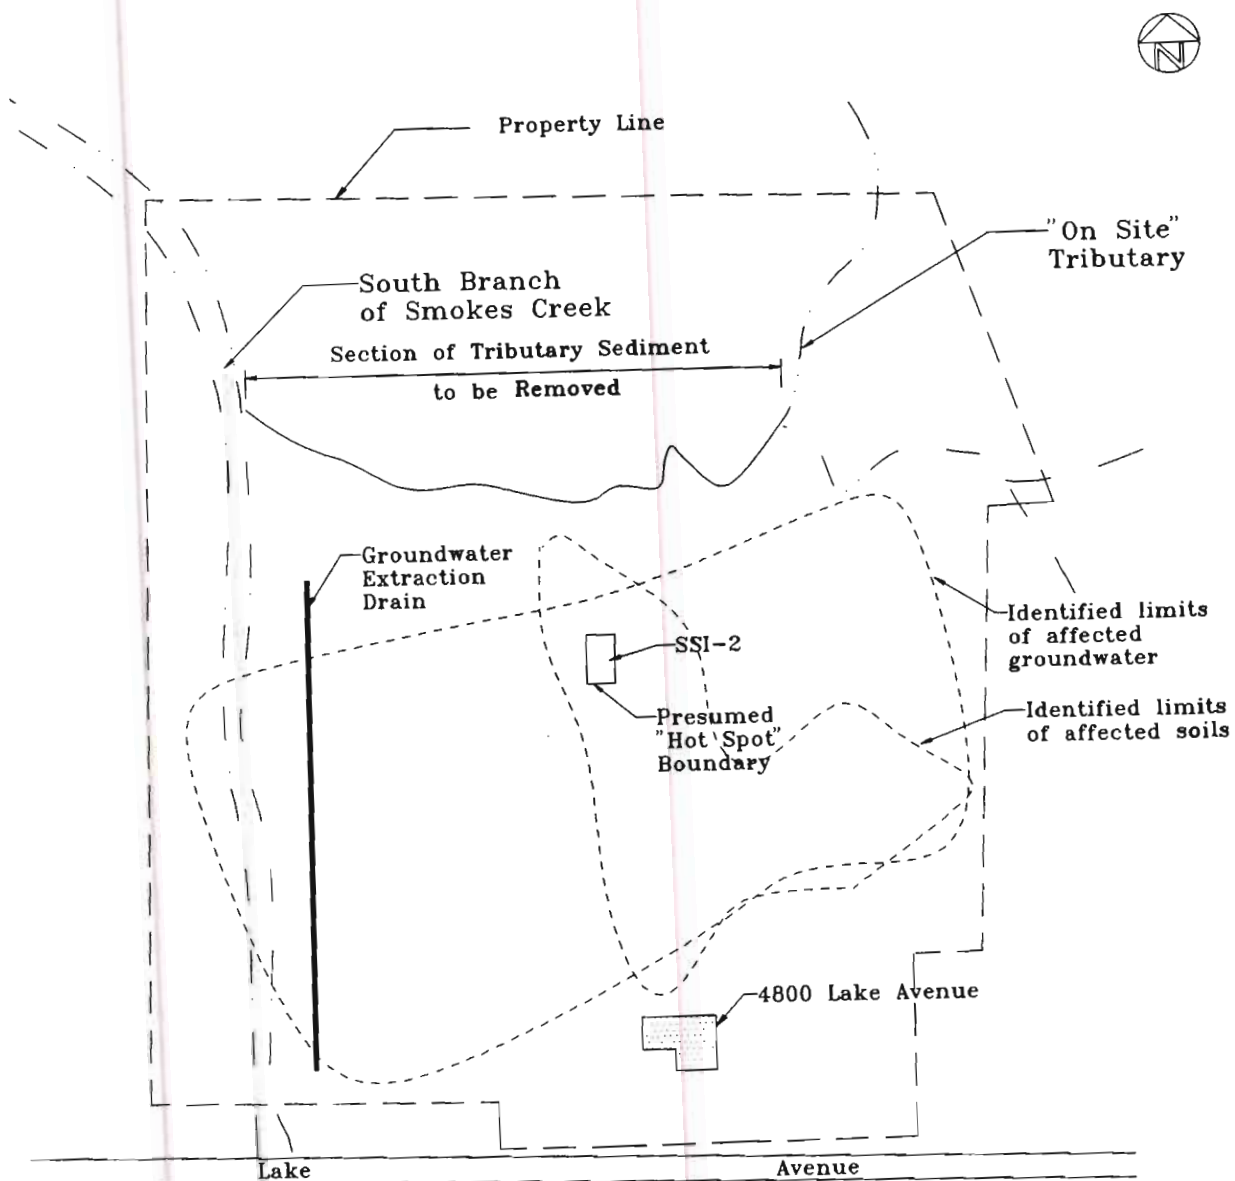 N
Property Line
"On Site"
Tributary
South Branch
of Smokes Creek
Section of Tributary Sediment
to be Removed
Groundwater
Extraction
Drain
Identified limits
of affected
groundwater
SSI-2
Presumed
"Hot Spot"
Boundary
Identified limits
of affected soils
4800 Lake Avenue
Lake Avenue